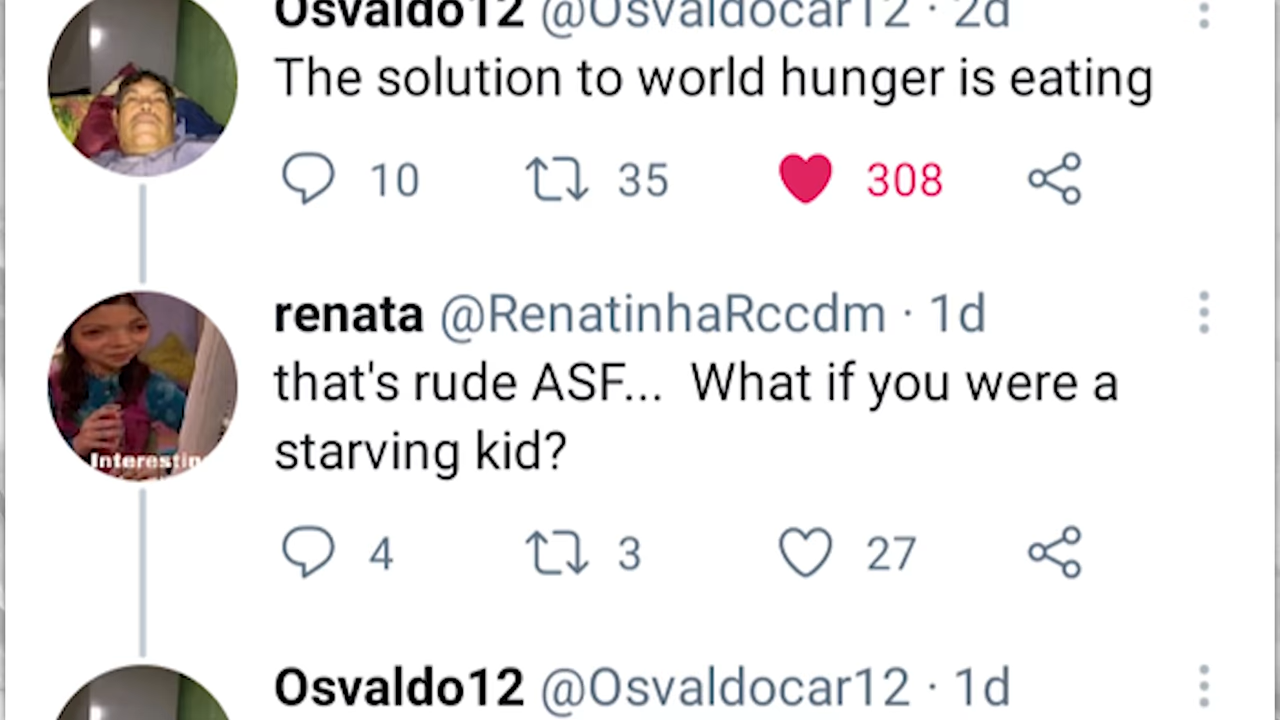 Osvaldo12 @Osvaldocar12 · 2d
The solution to world hunger is eating
10 35 308
renata @RenatinhaRccdm · 1d
that's rude ASF... What if you were a
starving kid?
Interestin
4 3 27
Osvaldo12 @Osvaldocar12 · 1d